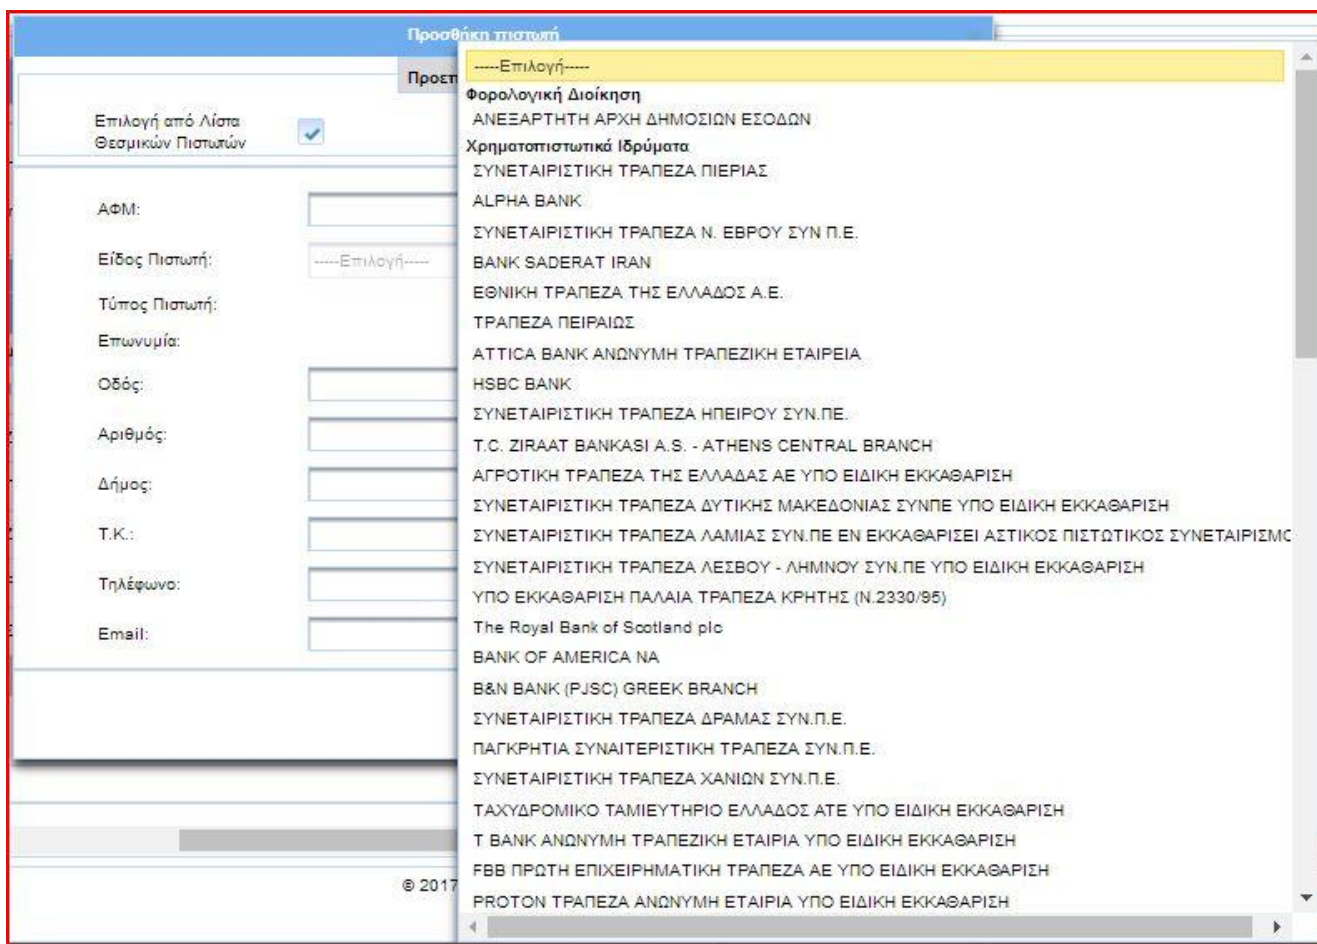 Προσθήκη πιστωτή
Προεπ
Επιλογή από Λίστα
Θεσμικών Πιστωτών
ΑΦΜ:
Είδος Πιστωτή:
-----Επιλογή-----
Τύπος Πιστωτή:
Επωνυμία:
Οδός:
Αριθμός:
Δήμος:
Τ.Κ.:
Τηλέφωνο:
Email:
© 2017
-----Επιλογή-----
Φορολογική Διοίκηση
ΑΝΕΞΑΡΤΗΤΗ ΑΡΧΗ ΔΗΜΟΣΙΩΝ ΕΣΟΔΩΝ
Χρηματοπιστωτικά Ιδρύματα
ΣΥΝΕΤΑΙΡΙΣΤΙΚΗ ΤΡΑΠΕΖΑ ΠΙΕΡΙΑΣ
ALPHA BANK
ΣΥΝΕΤΑΙΡΙΣΤΙΚΗ ΤΡΑΠΕΖΑ Ν. ΕΒΡΟΥ ΣΥΝ Π.Ε.
BANK SADERAT IRAN
ΕΘΝΙΚΗ ΤΡΑΠΕΖΑ ΤΗΣ ΕΛΛΑΔΟΣ Α.Ε.
ΤΡΑΠΕΖΑ ΠΕΙΡΑΙΩΣ
ATTICA BANK ΑΝΩΝΥΜΗ ΤΡΑΠΕΖΙΚΗ ΕΤΑΙΡΕΙΑ
HSBC BANK
ΣΥΝΕΤΑΙΡΙΣΤΙΚΗ ΤΡΑΠΕΖΑ ΗΠΕΙΡΟΥ ΣΥΝ.ΠΕ.
T.C. ZIRAAT BANKASI A.S. - ATHENS CENTRAL BRANCH
ΑΓΡΟΤΙΚΗ ΤΡΑΠΕΖΑ ΤΗΣ ΕΛΛΑΔΑΣ ΑΕ ΥΠΟ ΕΙΔΙΚΗ ΕΚΚΑΘΑΡΙΣΗ
ΣΥΝΕΤΑΙΡΙΣΤΙΚΗ ΤΡΑΠΕΖΑ ΔΥΤΙΚΗΣ ΜΑΚΕΔΟΝΙΑΣ ΣΥΝΠΕ ΥΠΟ ΕΙΔΙΚΗ ΕΚΚΑΘΑΡΙΣΗ
ΣΥΝΕΤΑΙΡΙΣΤΙΚΗ ΤΡΑΠΕΖΑ ΛΑΜΙΑΣ ΣΥΝ.ΠΕ ΕΝ ΕΚΚΑΘΑΡΙΣΕΙ ΑΣΤΙΚΟΣ ΠΙΣΤΩΤΙΚΟΣ ΣΥΝΕΤΑΙΡΙΣΜΟ
ΣΥΝΕΤΑΙΡΙΣΤΙΚΗ ΤΡΑΠΕΖΑ ΛΕΣΒΟΥ - ΛΗΜΝΟΥ ΣΥΝ.ΠΕ ΥΠΟ ΕΙΔΙΚΗ ΕΚΚΑΘΑΡΙΣΗ
ΥΠΟ ΕΚΚΑΘΑΡΙΣΗ ΠΑΛΑΙΑ ΤΡΑΠΕΖΑ ΚΡΗΤΗΣ (Ν.2330/95)
The Royal Bank of Scotland plc
BANK OF AMERICA NA
B&N BANK (PJSC) GREEK BRANCH
ΣΥΝΕΤΑΙΡΙΣΤΙΚΗ ΤΡΑΠΕΖΑ ΔΡΑΜΑΣ ΣΥΝ.Π.Ε.
ΠΑΓΚΡΗΤΙΑ ΣΥΝΑΙΤΕΡΙΣΤΙΚΗ ΤΡΑΠΕΖΑ ΣΥΝ.Π.Ε.
ΣΥΝΕΤΑΙΡΙΣΤΙΚΗ ΤΡΑΠΕΖΑ ΧΑΝΙΩΝ ΣΥΝ.Π.Ε.
ΤΑΧΥΔΡΟΜΙΚΟ ΤΑΜΙΕΥΤΗΡΙΟ ΕΛΛΑΔΟΣ ΑΤΕ ΥΠΟ ΕΙΔΙΚΗ ΕΚΚΑΘΑΡΙΣΗ
T BANK ΑΝΩΝΥΜΗ ΤΡΑΠΕΖΙΚΗ ΕΤΑΙΡΙΑ ΥΠΟ ΕΙΔΙΚΗ ΕΚΚΑΘΑΡΙΣΗ
FBB ΠΡΩΤΗ ΕΠΙΧΕΙΡΗΜΑΤΙΚΗ ΤΡΑΠΕΖΑ ΑΕ ΥΠΟ ΕΙΔΙΚΗ ΕΚΚΑΘΑΡΙΣΗ
PROTON ΤΡΑΠΕΖΑ ΑΝΩΝΥΜΗ ΕΤΑΙΡΙΑ ΥΠΟ ΕΙΔΙΚΗ ΕΚΚΑΘΑΡΙΣΗ